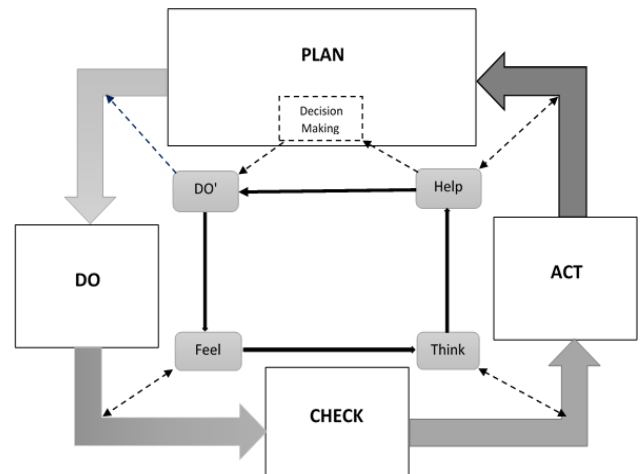 PLAN
Decision
Making
DO'
Help
DO
ACT
Feel
Think
CHECK